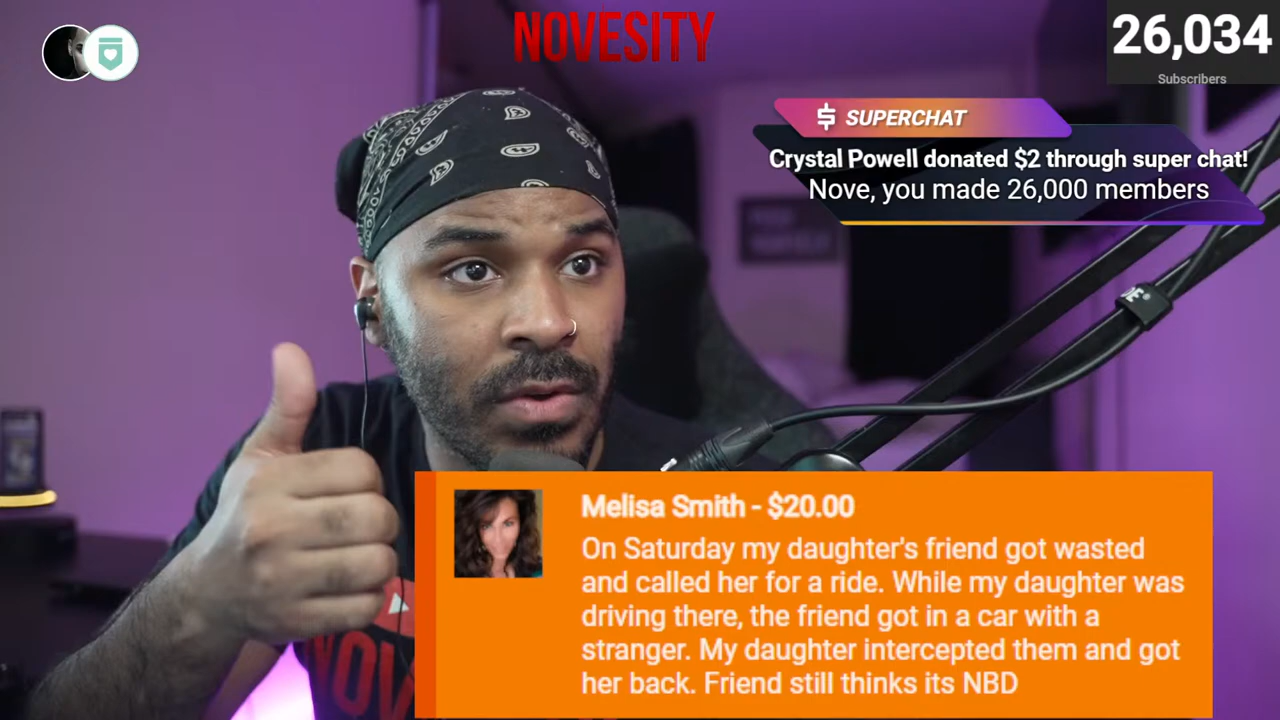 NOVESITY
26,034
Subscribers
SUPERCHAT
Crystal Powell donated $2 through super chat!
Nove, you made 26,000 members
Melisa Smith - $20.00
On Saturday my daughter's friend got wasted
and called her for a ride. While my daughter was
driving there, the friend got in a car with a
stranger. My daughter intercepted them and got
her back. Friend still thinks its NBD
NOV